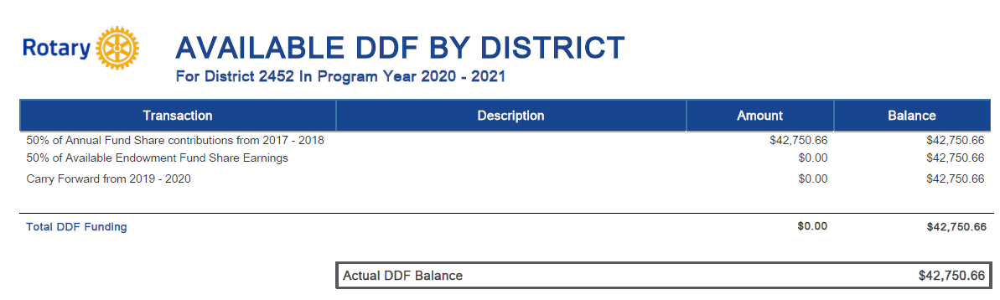 Rotary
AVAILABLE DDF BY DISTRICT
For District 2452 In Program Year 2020 - 2021
Transaction Description Amount Balance
50% of Annual Fund Share contributions from 2017 - 2018 $42,750.66 $42,750.66
50% of Available Endowment Fund Share Earnings $0.00 $42,750.66
Carry Forward from 2019 - 2020 $0.00 $42,750.66
Total DDF Funding $0.00 $42,750.66
Actual DDF Balance $42,750.66